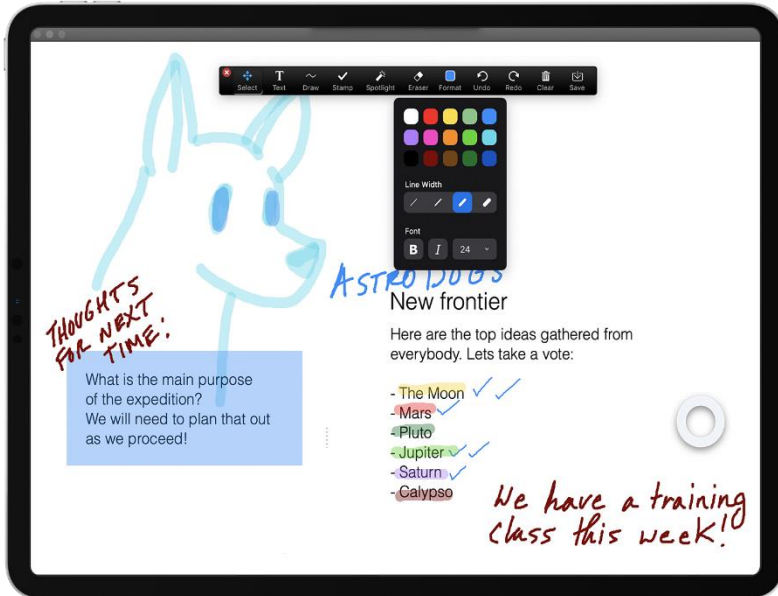 Select Text Draw Stamp Spotlight Eraser Format Undo Redo Clear Save
Line Width
Font
B I 24
ASTRO DOGS
THOUGHTS
FOR NEXT
TIME!
What is the main purpose
of the expedition?
We will need to plan that out
as we proceed!
New frontier
Here are the top ideas gathered from
everybody. Lets take a vote:
- The Moon
- Mars
- Pluto
- Jupiter
- Saturn
- Calypso
We have a training
class this week!